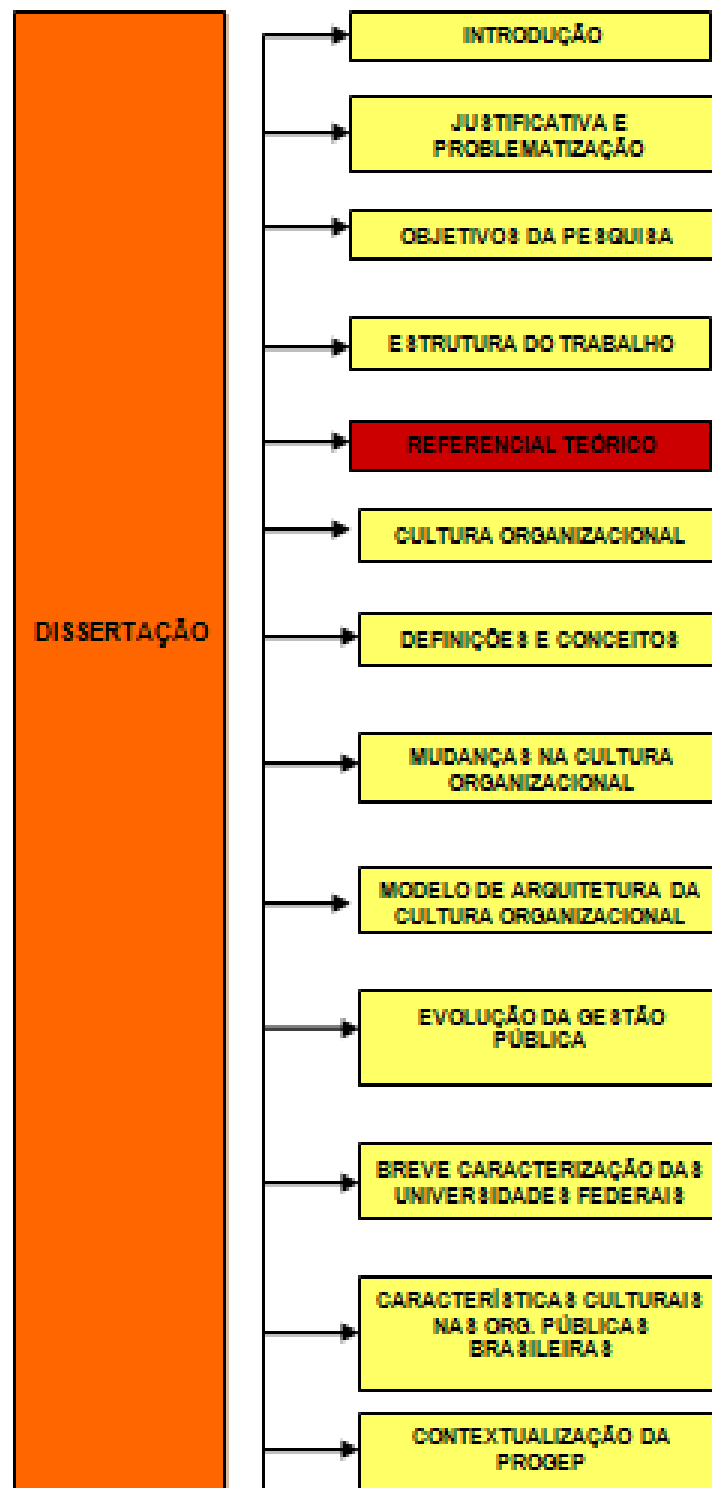 INTRODUÇÃO
JUSTIFICATIVA E
PROBLEMATIZAÇÃO
OBJETIVOS DA PESQUISA
ESTRUTURA DO TRABALHO
REFERENCIAL TEÓRICO
CULTURA ORGANIZACIONAL
DISSERTAÇÃO
DEFINIÇÕES E CONCEITOS
MUDANÇAS NA CULTURA
ORGANIZACIONAL
MODELO DE ARQUITETURA DA
CULTURA ORGANIZACIONAL
EVOLUÇÃO DA GESTÃO
PÚBLICA
BREVE CARACTERIZAÇÃO DAS
UNIVERSIDADES FEDERAIS
CARACTERÍSTICAS CULTURAIS
NAS ORG. PÚBLICAS
BRASILEIRAS
CONTEXTUALIZAÇÃO DA
PROGEP